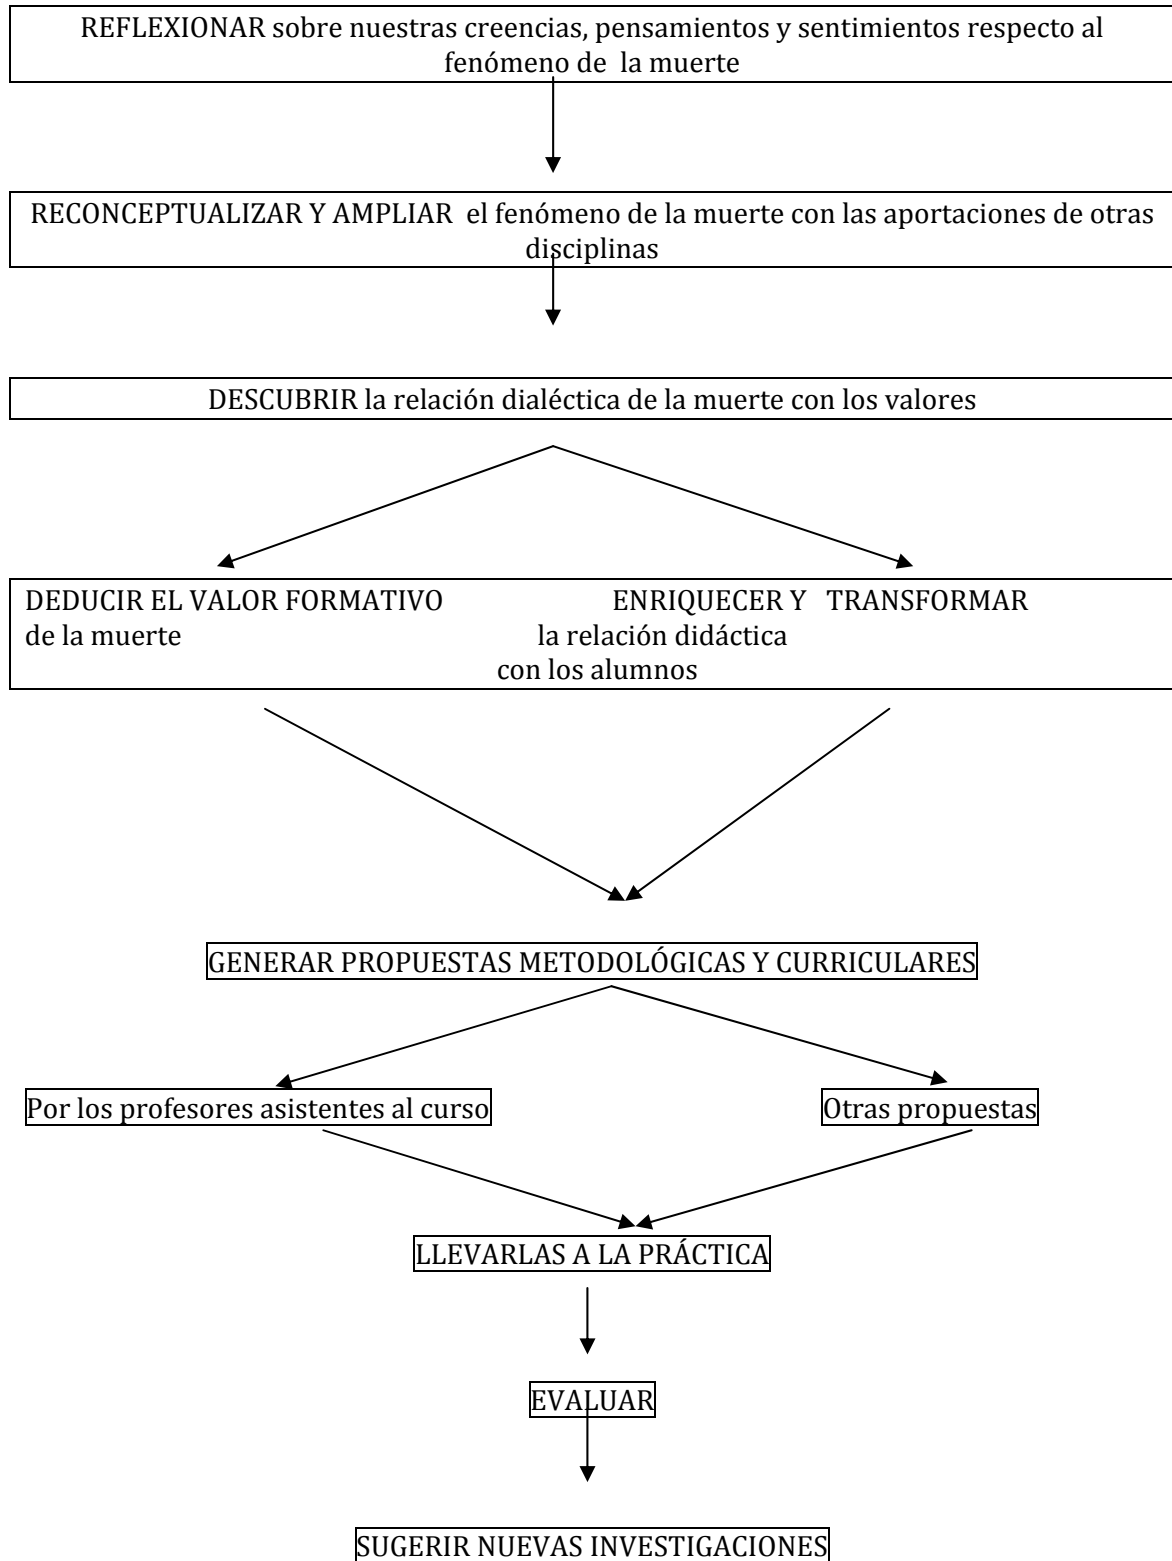 REFLEXIONAR sobre nuestras creencias, pensamientos y sentimientos respecto al
fenómeno de la muerte
RECONCEPTUALIZAR Y AMPLIAR el fenómeno de la muerte con las aportaciones de otras
disciplinas
DESCUBRIR la relación dialéctica de la muerte con los valores
DEDUCIR EL VALOR FORMATIVO ENRIQUECER Y TRANSFORMAR
de la muerte la relación didáctica
con los alumnos
GENERAR PROPUESTAS METODOLÓGICAS Y CURRICULARES
Por los profesores asistentes al curso
Otras propuestas
LLEVARLAS A LA PRÁCTICA
EVALUAR
SUGERIR NUEVAS INVESTIGACIONES